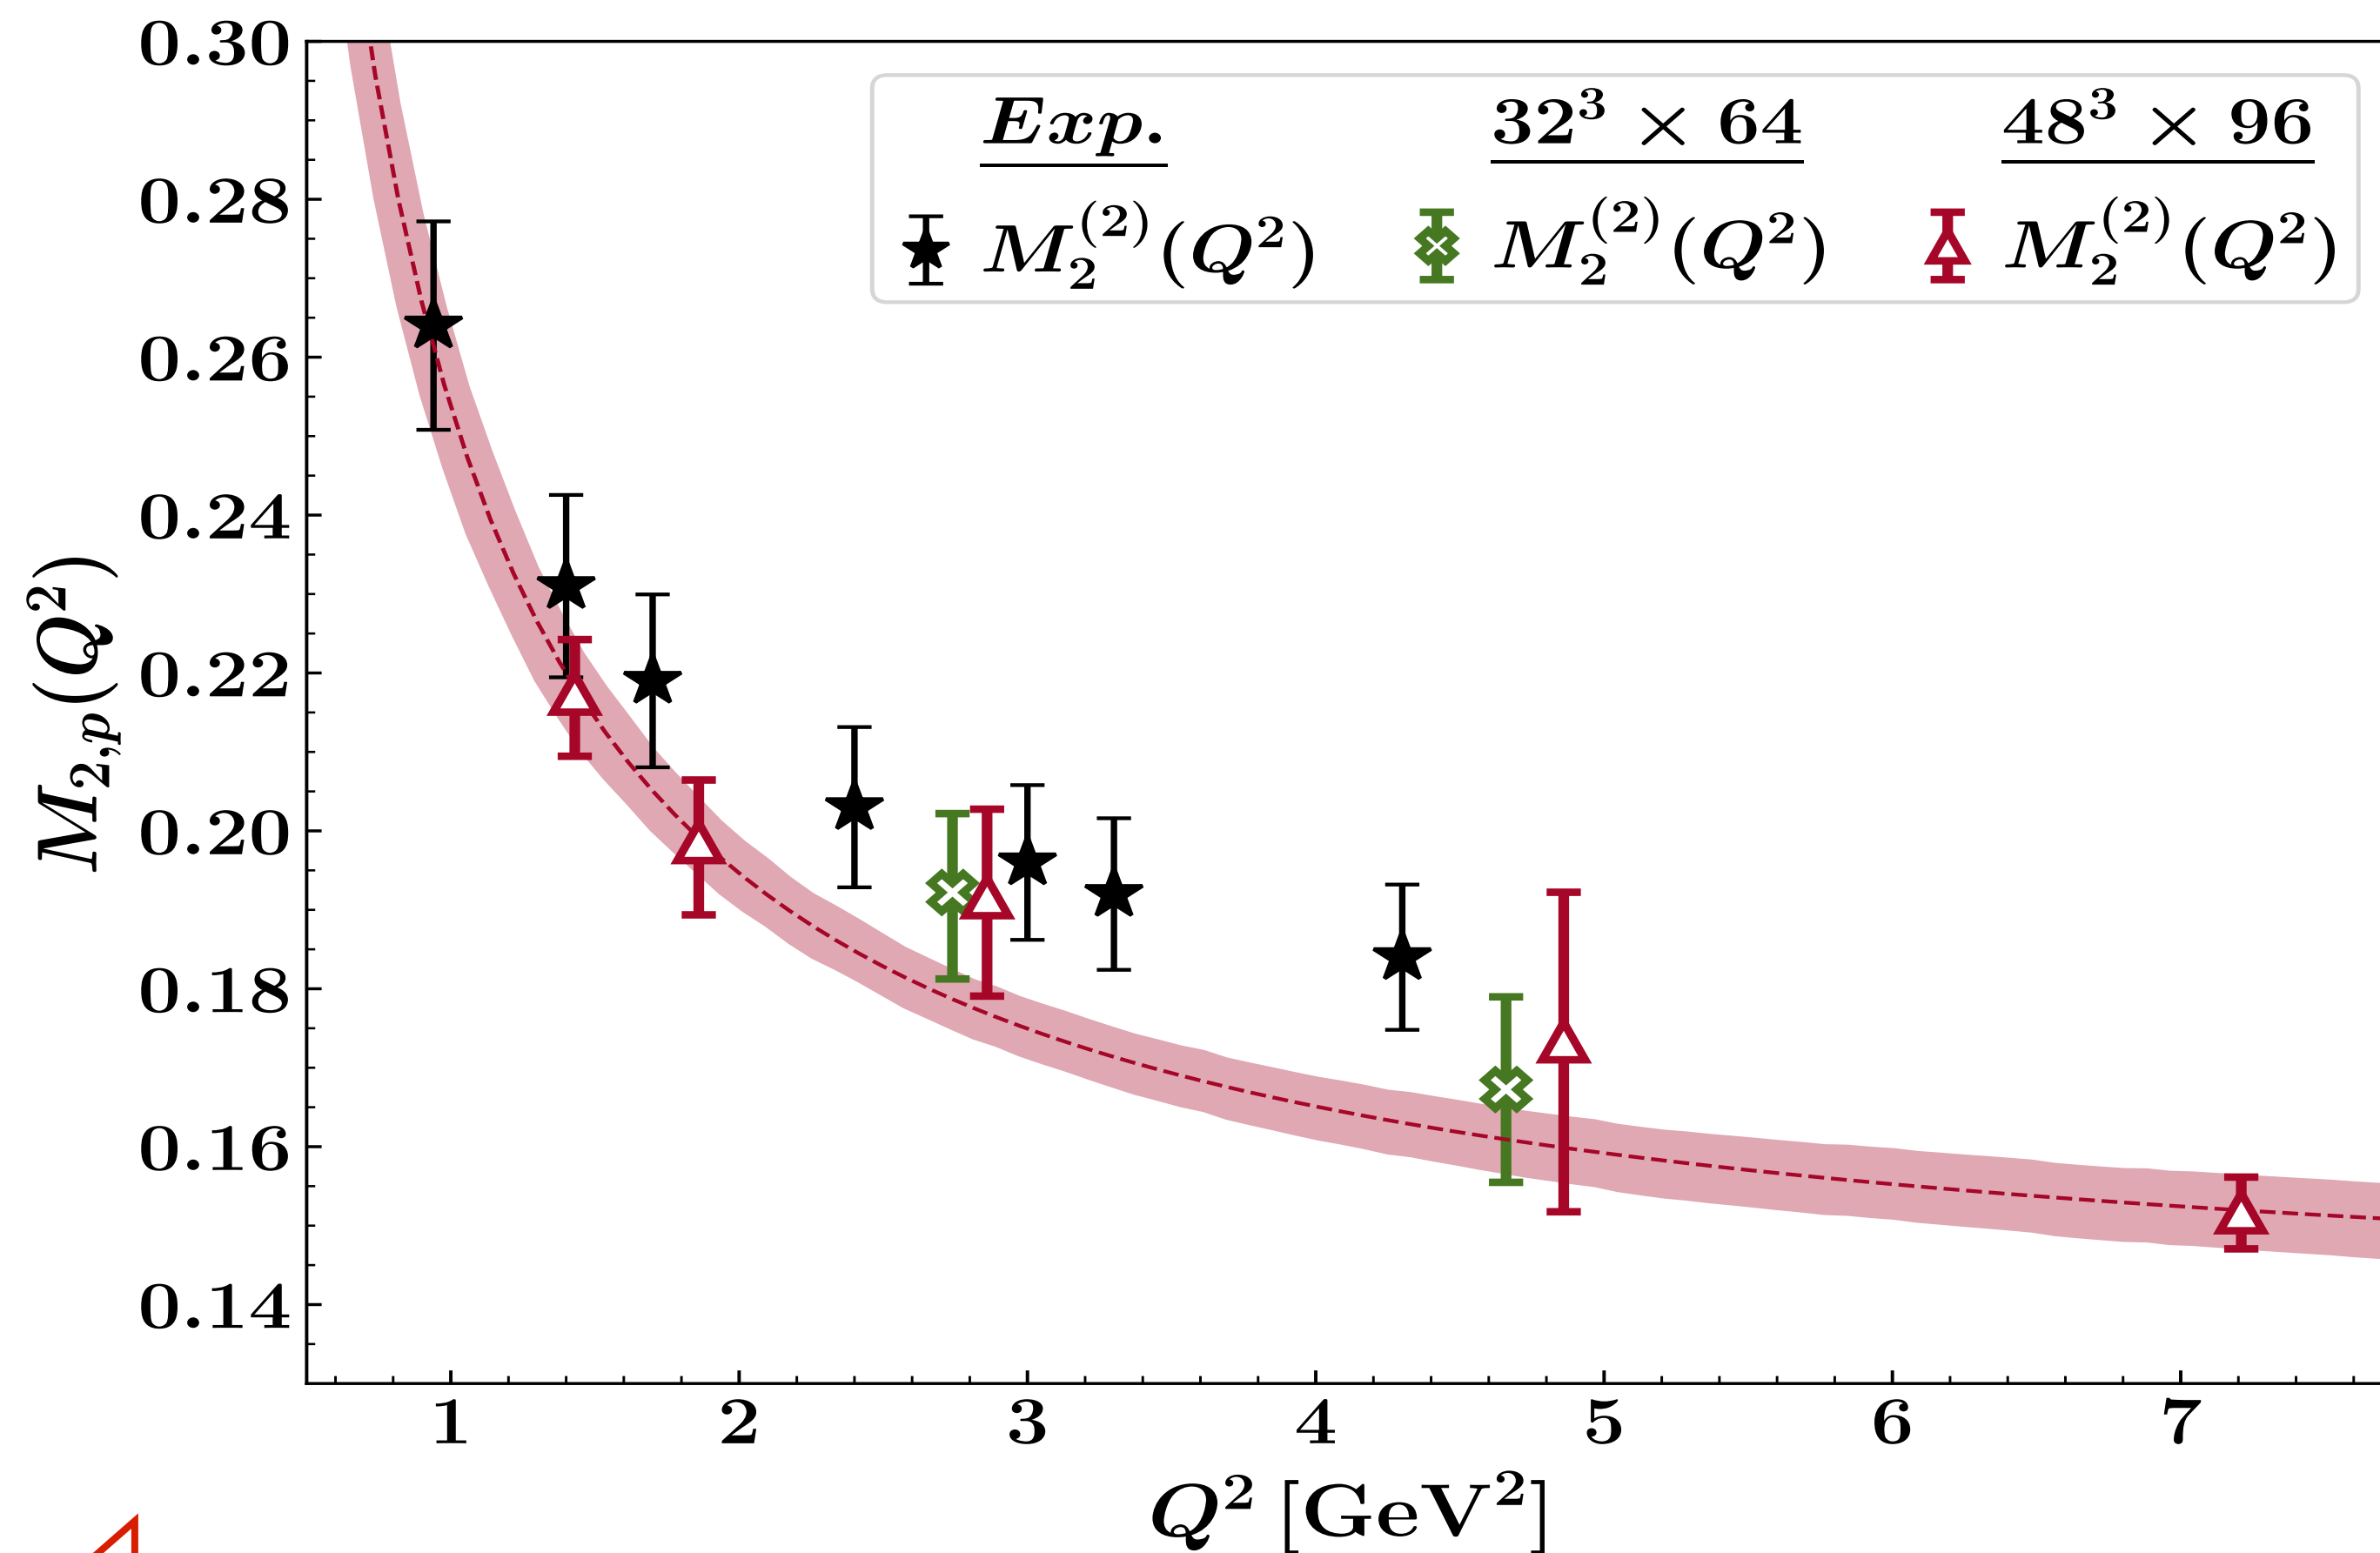 0.30
0.28
0.26
0.24
0.22
0.20
0.18
0.16
0.14
M₂,ₚ(Q²)
Exp. 32³ × 64 48³ × 96
M₂⁽²⁾(Q²) M₂⁽²⁾(Q²) M₂⁽²⁾(Q²)
1 2 3 4 5 6 7
Q² [GeV²]